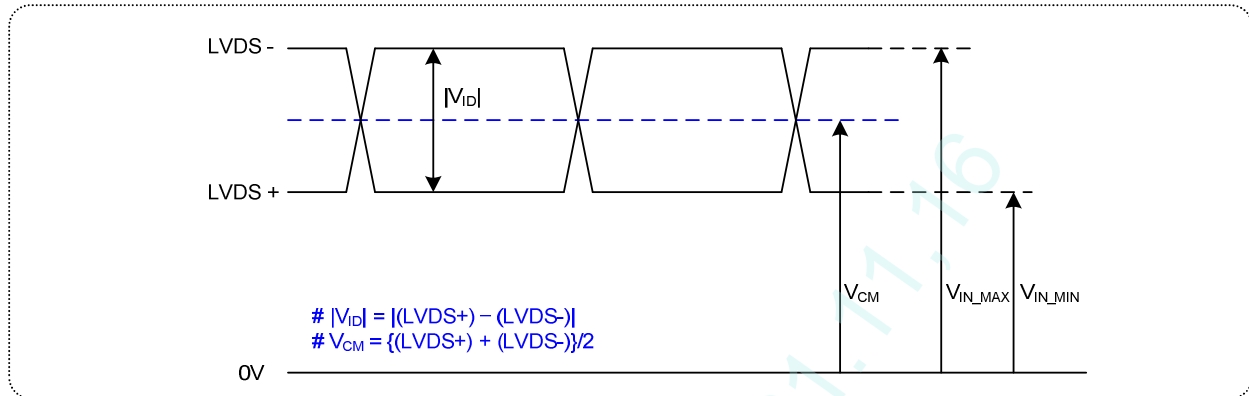 LVDS -
|VID|
LVDS +
VCM
VIN_MAX
VIN_MIN
# |VID| = |(LVDS+) – (LVDS-)|
# VCM = {(LVDS+) + (LVDS-)}/2
0V